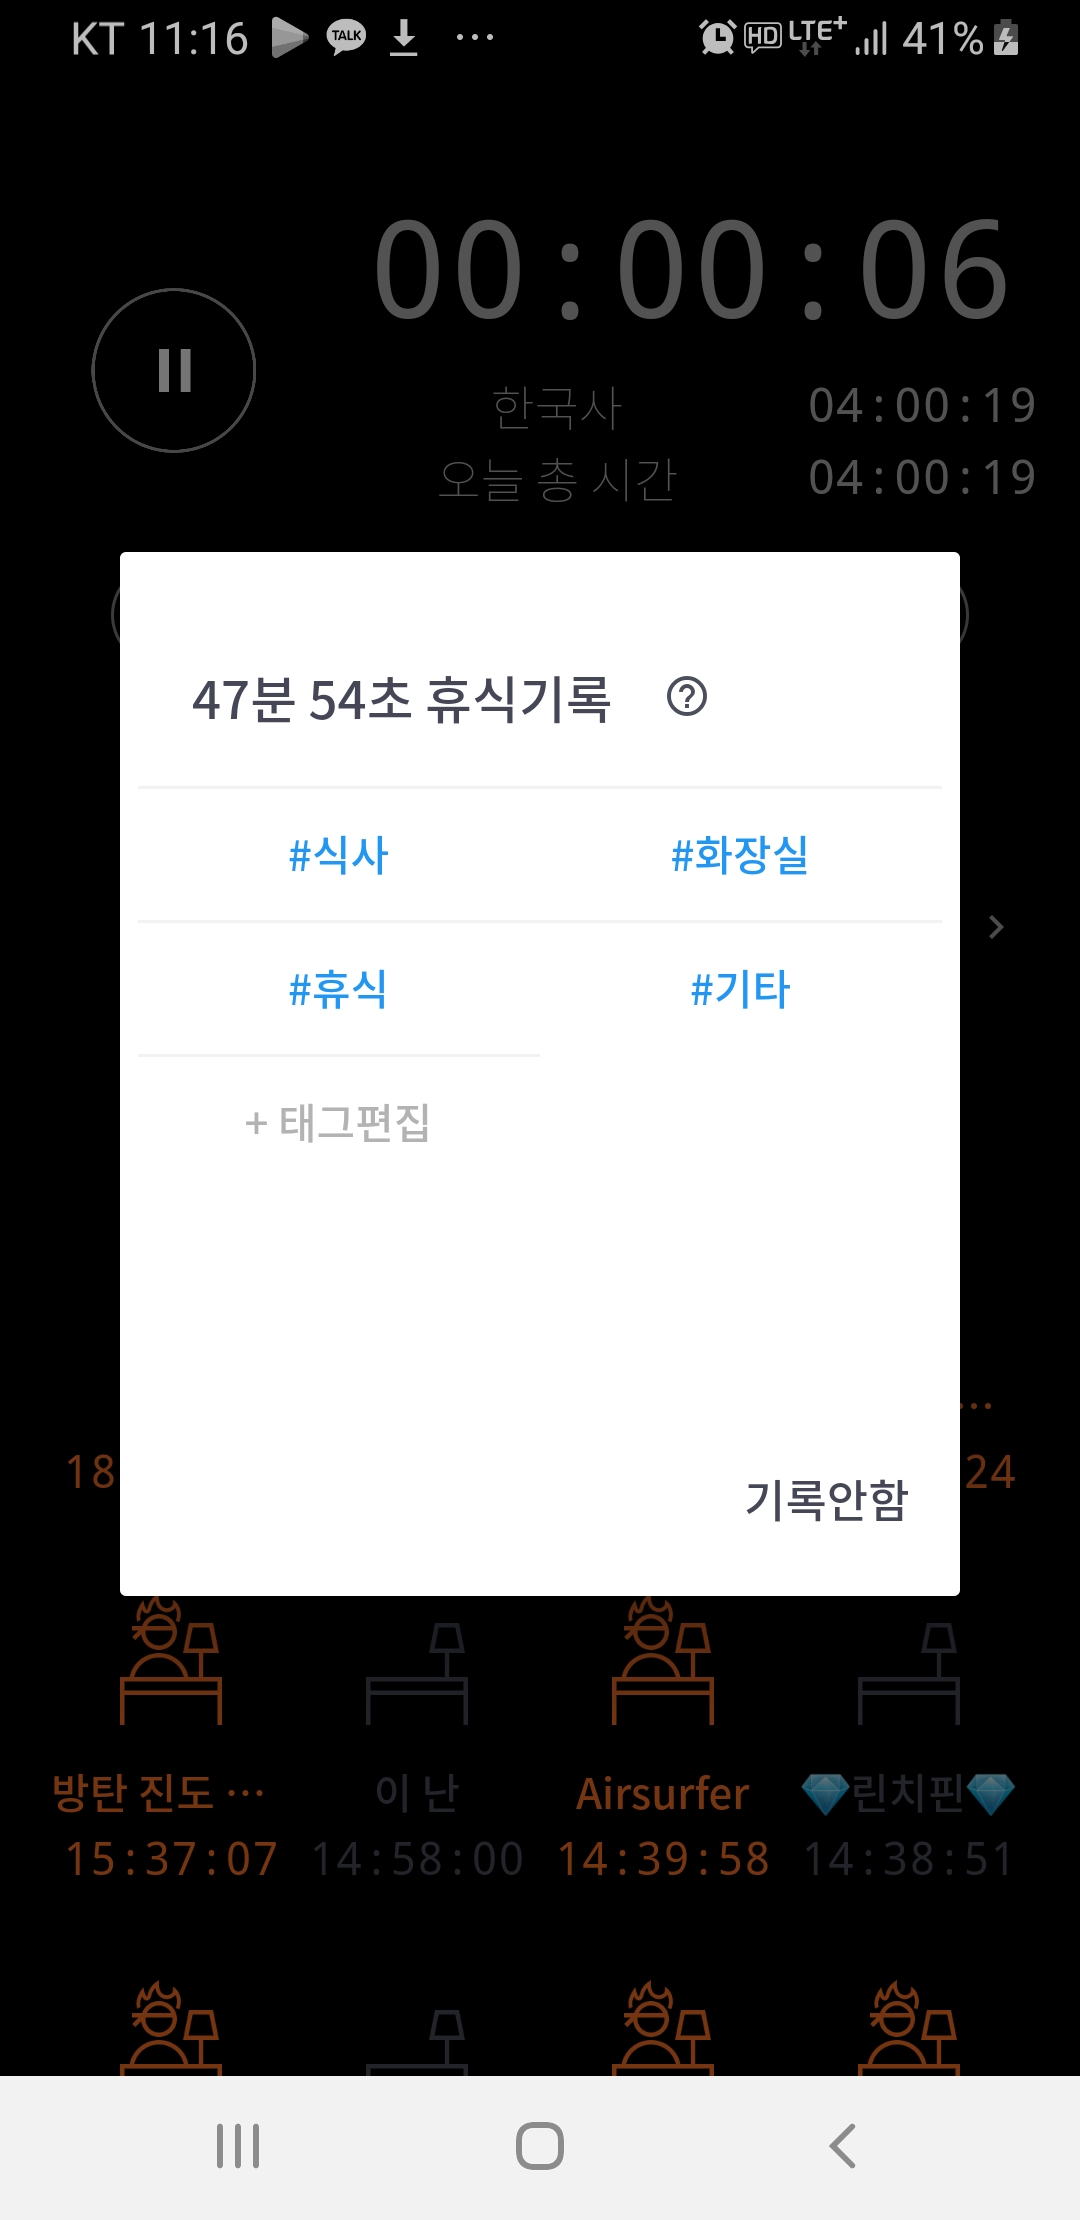 KT 11:16 TALK ... HD LTE+ 41%
00:00:06
한국사 04:00:19
오늘 총 시간 04:00:19
47분 54초 휴식기록 ?
#식사 #화장실
#휴식 #기타
+ 태그편집
...
18 24
기록안함
방탄 진도 ... 이 난 Airsurfer 💎린치핀💎
15:37:07 14:58:00 14:39:58 14:38:51